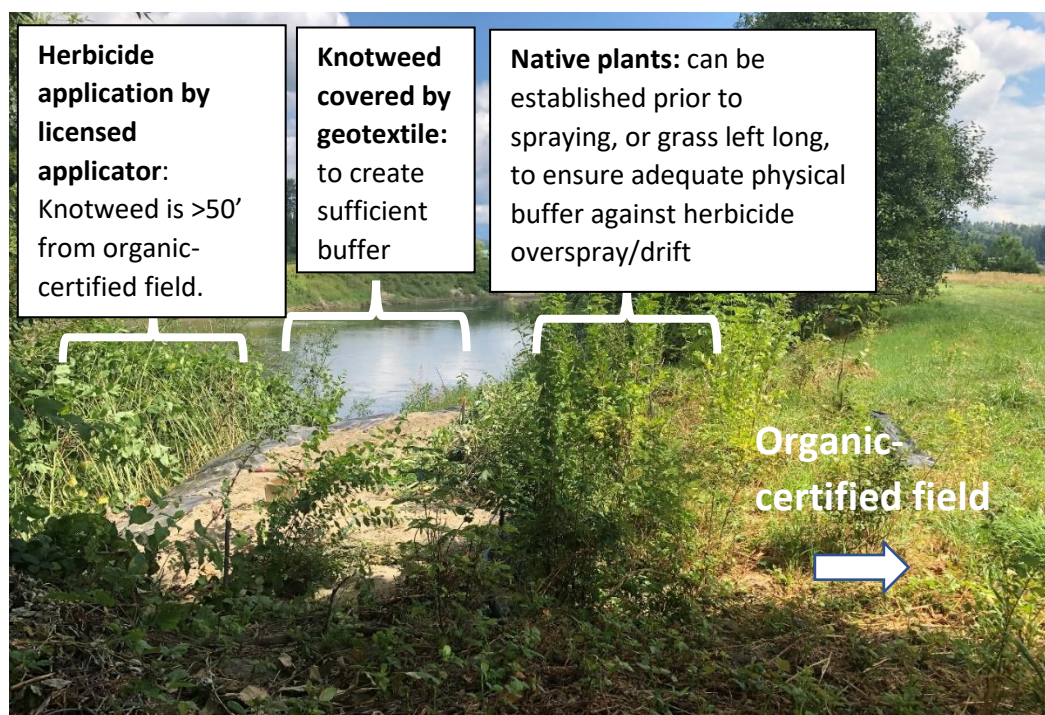 Herbicide
application by
licensed
applicator:
Knotweed is >50’
from organic-
certified field.
Knotweed
covered by
geotextile:
to create
sufficient
buffer
Native plants: can be
established prior to
spraying, or grass left long,
to ensure adequate physical
buffer against herbicide
overspray/drift
Organic-
certified field